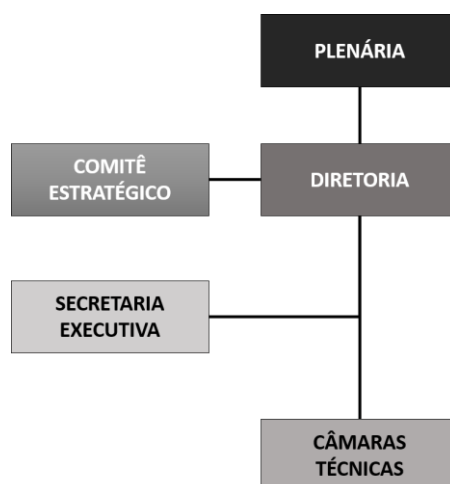 PLENÁRIA
COMITÊ
ESTRATÉGICO
DIRETORIA
SECRETARIA
EXECUTIVA
CÂMARAS
TÉCNICAS